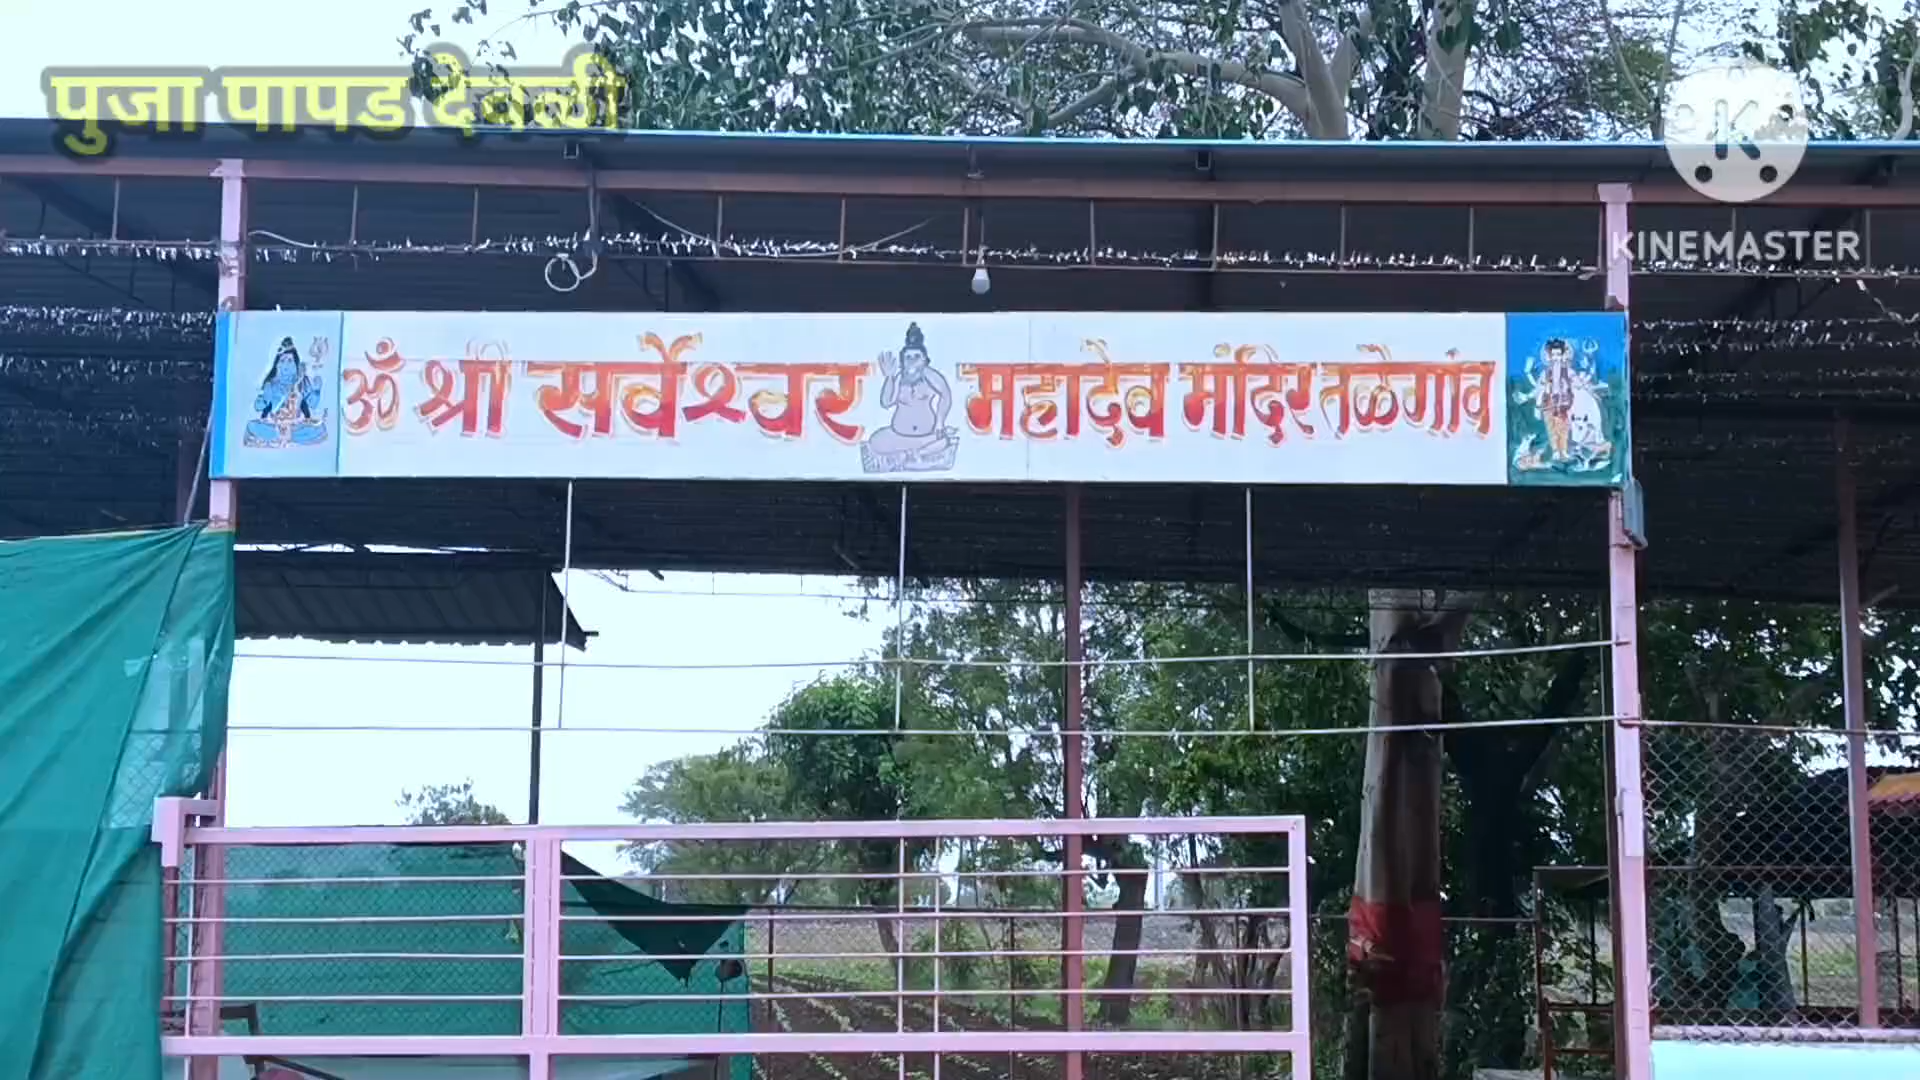 पुजा पापड देवळी
KINEMASTER
ॐ श्री सर्वेश्वर महादेव मंदिर तळेगांव